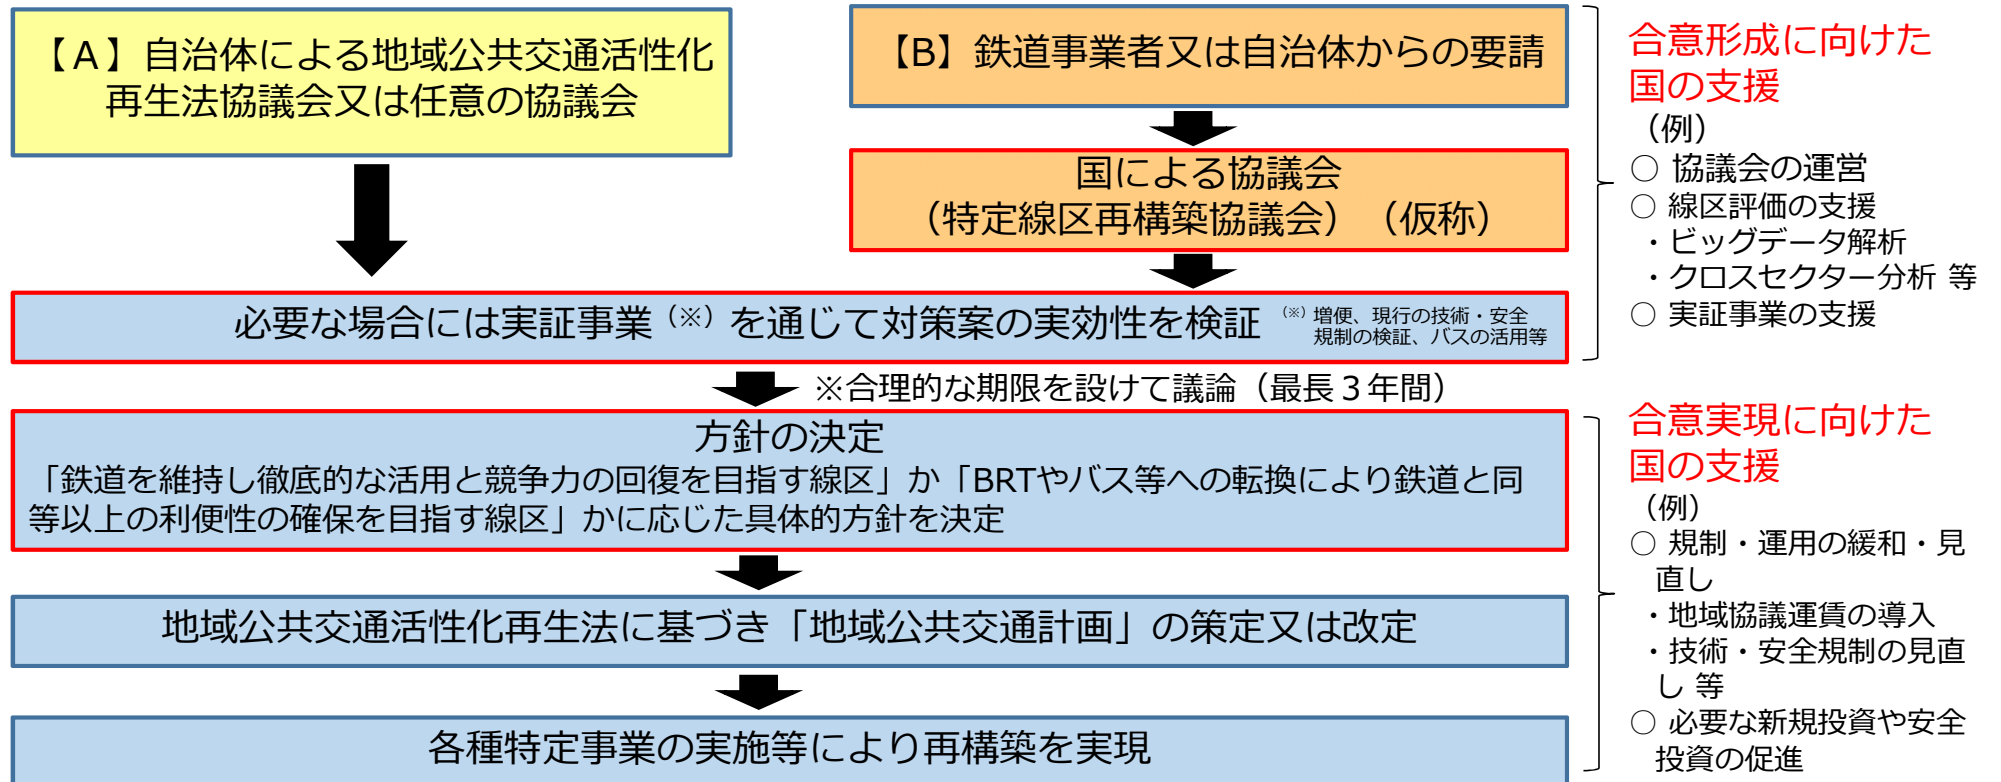 【A】自治体による地域公共交通活性化
再生法協議会又は任意の協議会
【B】鉄道事業者又は自治体からの要請
国による協議会
（特定線区再構築協議会）（仮称）
必要な場合には実証事業（※）を通じて対策案の実効性を検証
（※）増便、現行の技術・安全
規制の検証、バスの活用等
※合理的な期限を設けて議論（最長３年間）
方針の決定
「鉄道を維持し徹底的な活用と競争力の回復を目指す線区」か「BRTやバス等への転換により鉄道と同
等以上の利便性の確保を目指す線区」かに応じた具体的方針を決定
地域公共交通活性化再生法に基づき「地域公共交通計画」の策定又は改定
各種特定事業の実施等により再構築を実現
合意形成に向けた
国の支援
（例）
○ 協議会の運営
○ 線区評価の支援
・ビッグデータ解析
・クロスセクター分析 等
○ 実証事業の支援
合意実現に向けた
国の支援
（例）
○ 規制・運用の緩和・見
直し
・地域協議運賃の導入
・技術・安全規制の見直
し 等
○ 必要な新規投資や安全
投資の促進